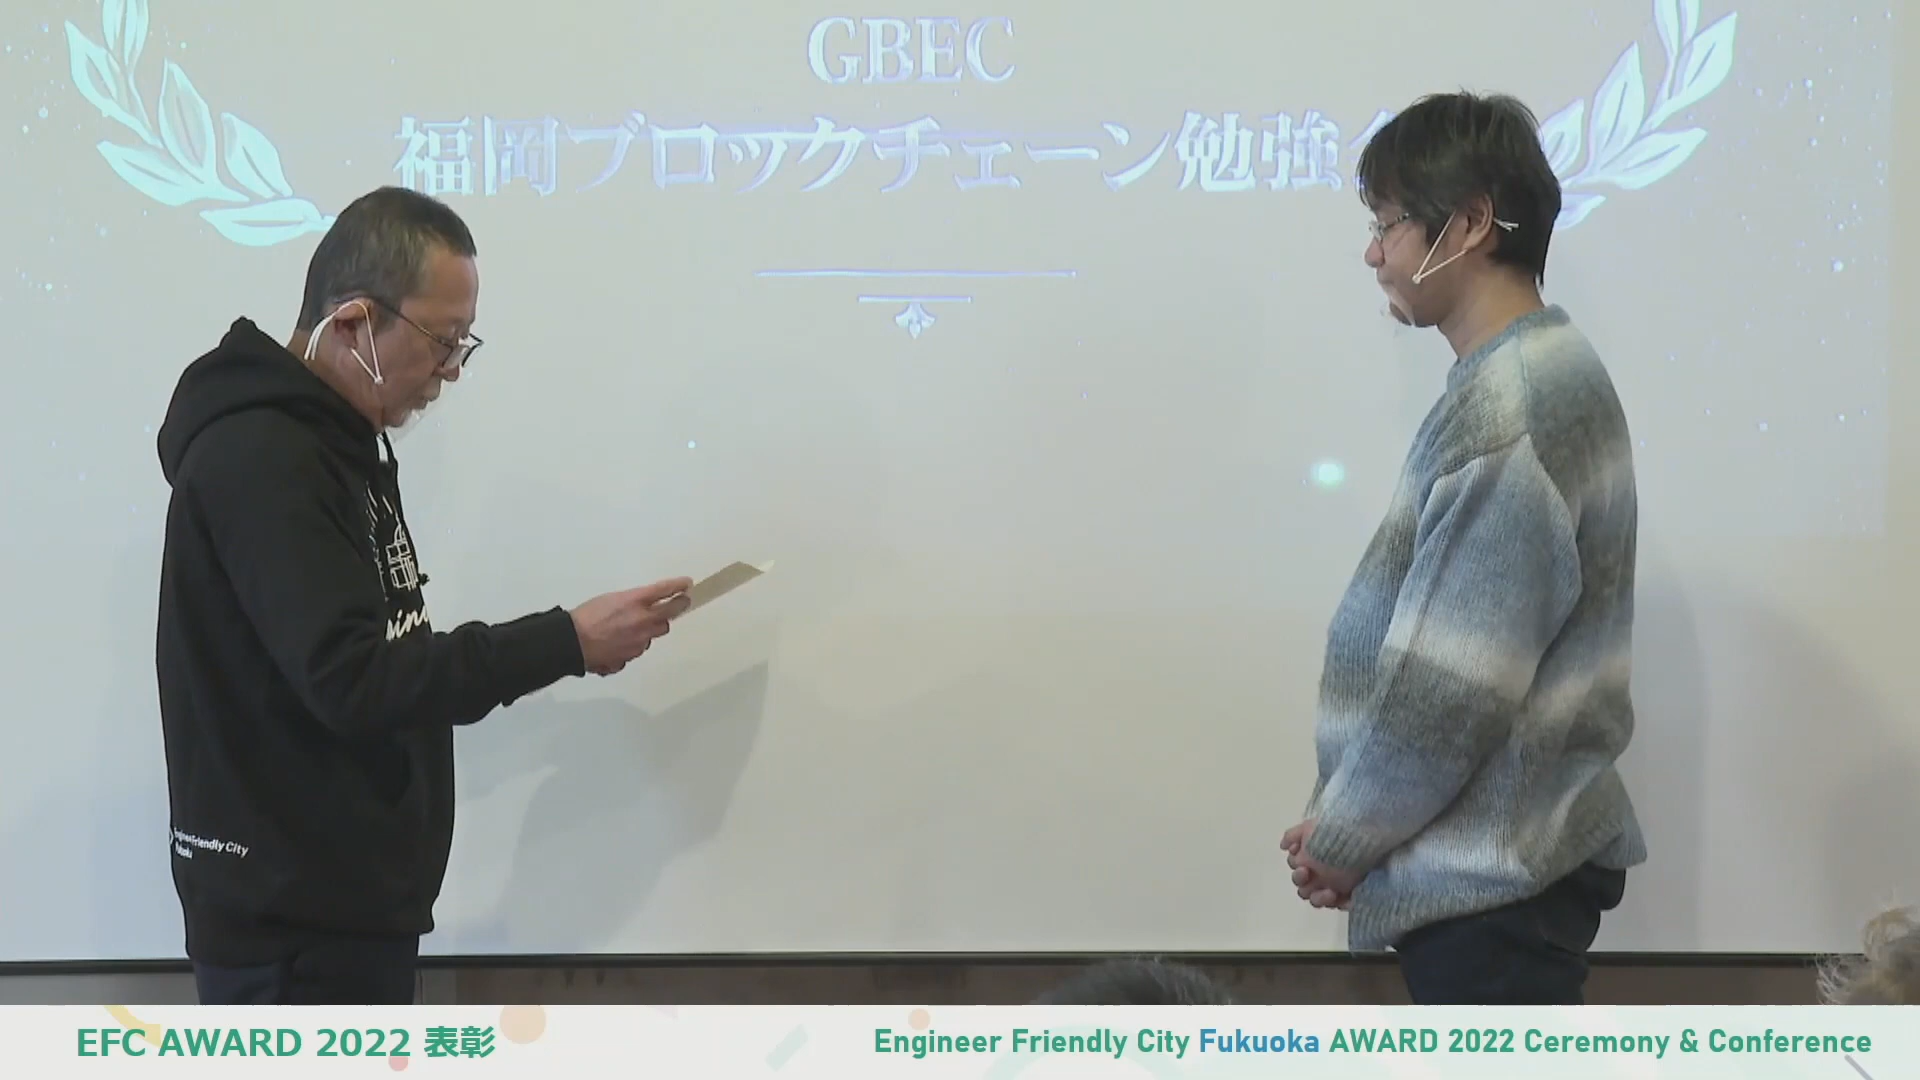 GBEC
福岡ブロックチェーン勉強会
Engineer Friendly City
Fukuoka
EFC AWARD 2022 表彰
Engineer Friendly City Fukuoka AWARD 2022 Ceremony & Conference